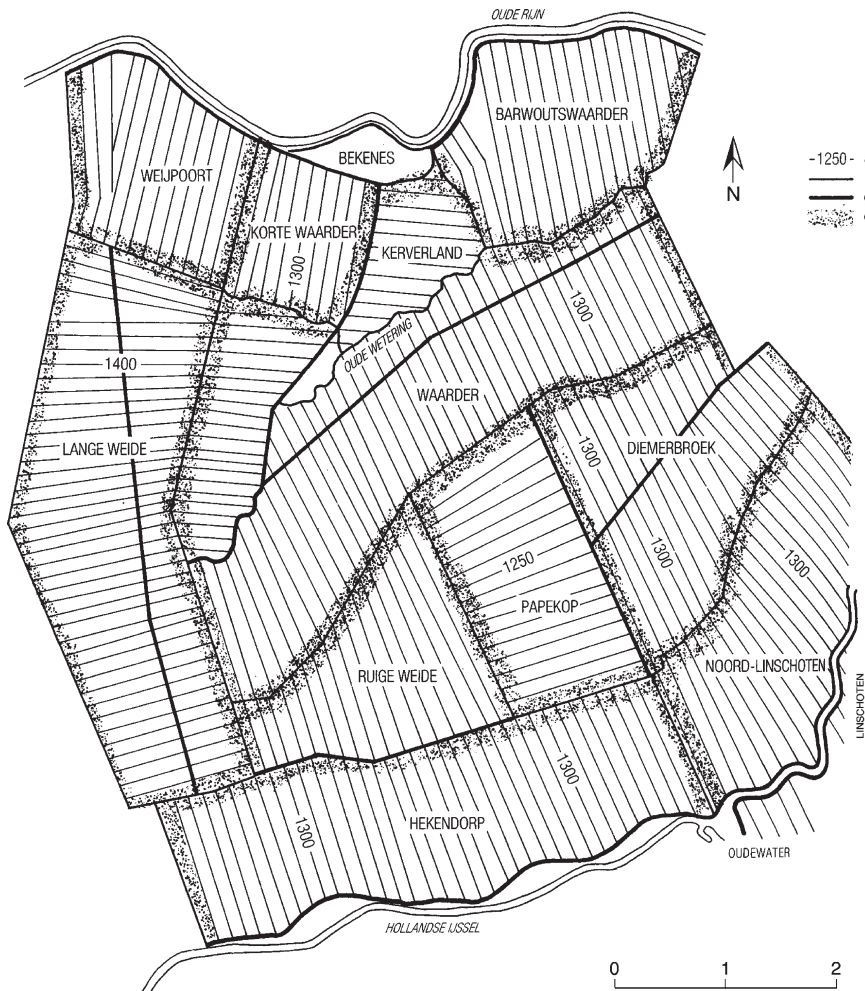 OUDE RIJN
BARWOUTSWAARDER
BEKENES
-1250-
WEIJPOORT
N
KORTE WAARDER
KERVERLAND
1300
1300
OUDE WETERING
1400
WAARDER
LANGE WEIDE
DIEMERBROEK
1300
1300
1300
1250
PAPEKOP
NOORD-LINSCHOTEN
RUIGE WEIDE
LINSCHOTEN
1300
1300
HEKENDORP
OUDEWATER
HOLLANDSE IJSSEL
0 1 2